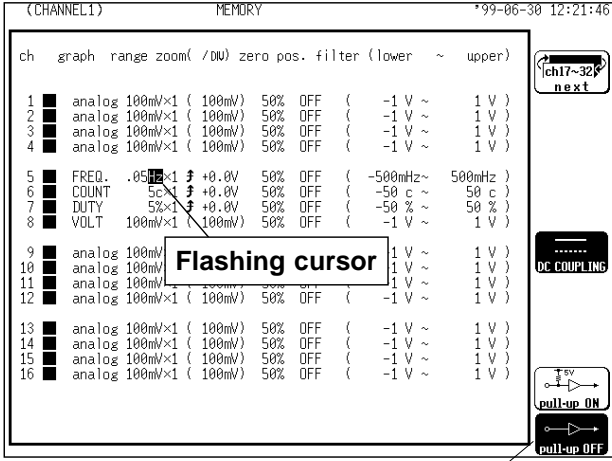 (CHANNEL1) MEMORY '99-06-30 12:21:46
ch graph range zoom( /DIV) zero pos. filter (lower ~ upper)
1 analog 100mV×1 ( 100mV) 50% OFF ( -1 V ~ 1 V )
2 analog 100mV×1 ( 100mV) 50% OFF ( -1 V ~ 1 V )
3 analog 100mV×1 ( 100mV) 50% OFF ( -1 V ~ 1 V )
4 analog 100mV×1 ( 100mV) 50% OFF ( -1 V ~ 1 V )
5 FREQ. .05Hz×1 +0.0V 50% OFF ( -500mHz~ 500mHz )
6 COUNT 5c×1 +0.0V 50% OFF ( -50 c ~ 50 c )
7 DUTY 5%×1 +0.0V 50% OFF ( -50 % ~ 50 % )
8 VOLT 100mV×1 ( 100mV) 50% OFF ( -1 V ~ 1 V )
9 analog 100mV 1 V ~ 1 V )
10 analog 100mV 1 V ~ 1 V )
11 analog 100mV 1 V ~ 1 V )
12 analog 100mV×1 ( 100mV) 50% OFF ( -1 V ~ 1 V )
Flashing cursor
13 analog 100mV×1 ( 100mV) 50% OFF ( -1 V ~ 1 V )
14 analog 100mV×1 ( 100mV) 50% OFF ( -1 V ~ 1 V )
15 analog 100mV×1 ( 100mV) 50% OFF ( -1 V ~ 1 V )
16 analog 100mV×1 ( 100mV) 50% OFF ( -1 V ~ 1 V )
ch17~32
next
DC COUPLING
5V
pull-up ON
pull-up OFF